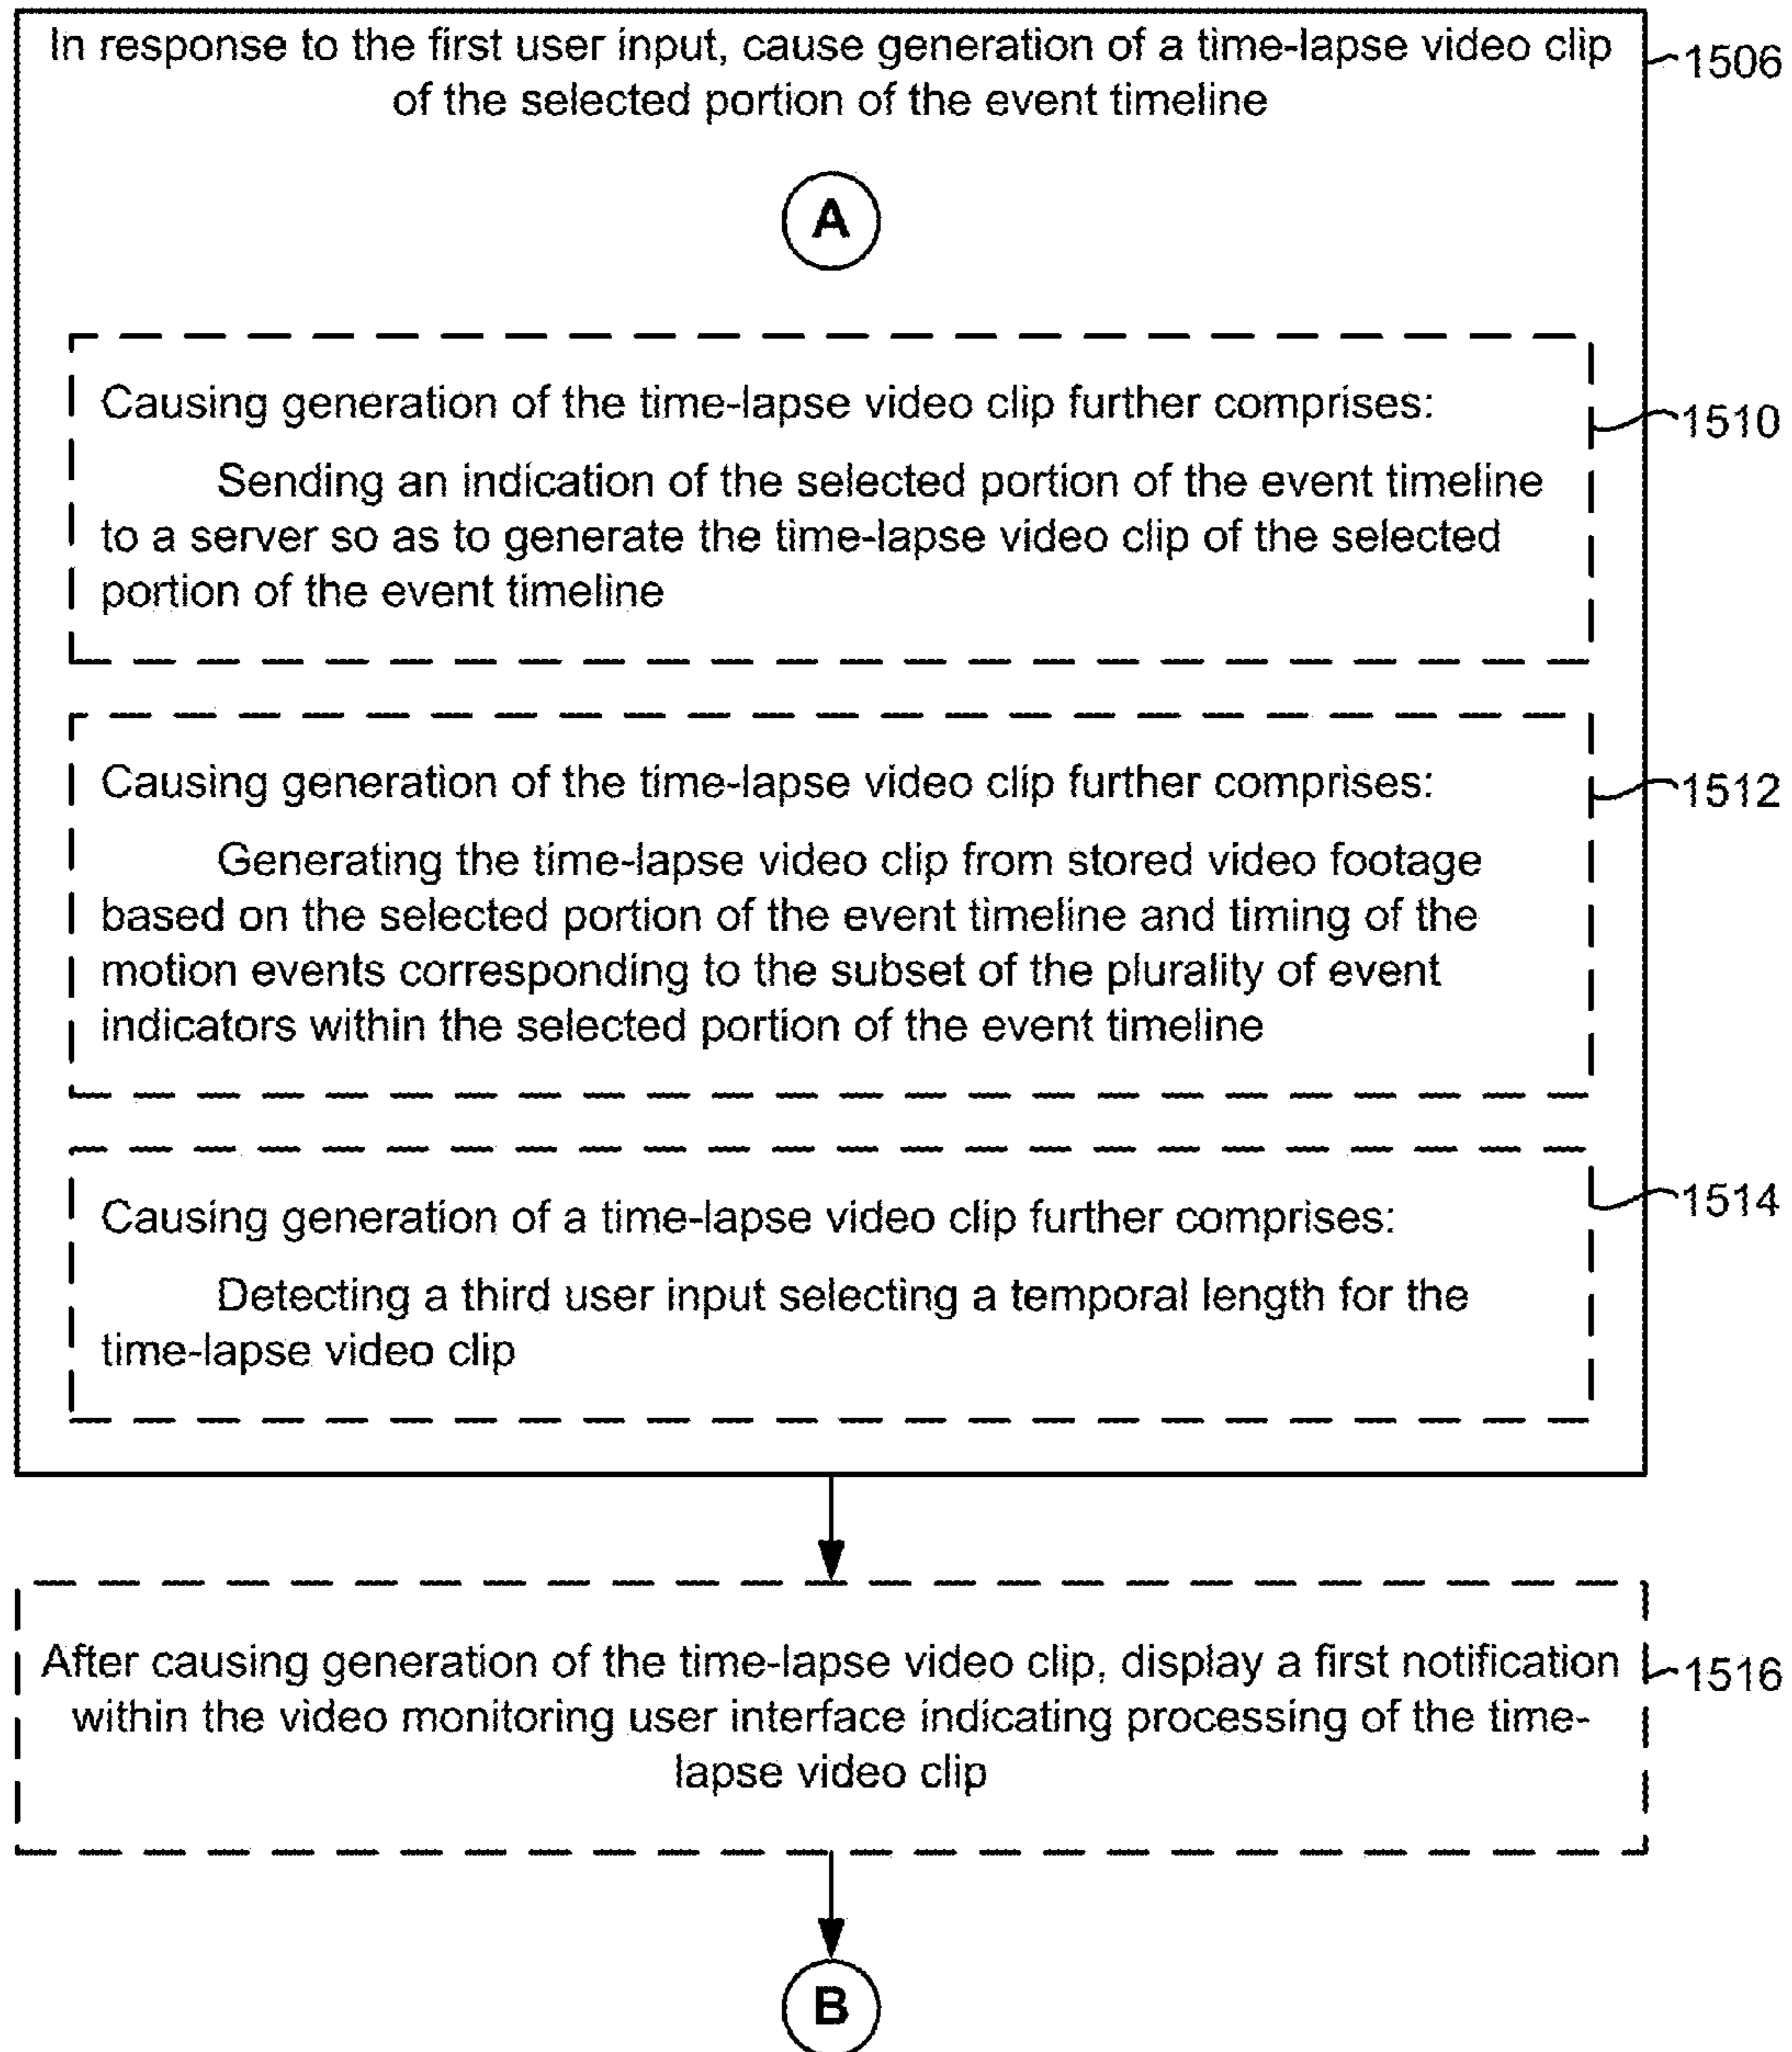 In response to the first user input, cause generation of a time-lapse video clip
of the selected portion of the event timeline
1506
A
Causing generation of the time-lapse video clip further comprises:
1510
Sending an indication of the selected portion of the event timeline
to a server so as to generate the time-lapse video clip of the selected
portion of the event timeline
Causing generation of the time-lapse video clip further comprises:
1512
Generating the time-lapse video clip from stored video footage
based on the selected portion of the event timeline and timing of the
motion events corresponding to the subset of the plurality of event
indicators within the selected portion of the event timeline
Causing generation of a time-lapse video clip further comprises:
1514
Detecting a third user input selecting a temporal length for the
time-lapse video clip
After causing generation of the time-lapse video clip, display a first notification
1516
within the video monitoring user interface indicating processing of the time-
lapse video clip
B